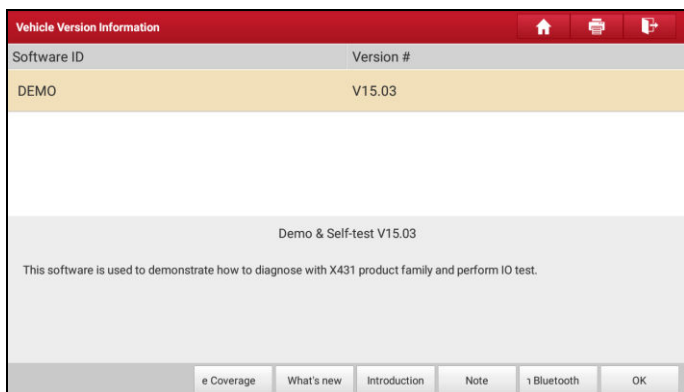 Vehicle Version Information
Software ID Version #
DEMO V15.03
Demo & Self-test V15.03
This software is used to demonstrate how to diagnose with X431 product family and perform IO test.
e Coverage What's new Introduction Note Bluetooth OK